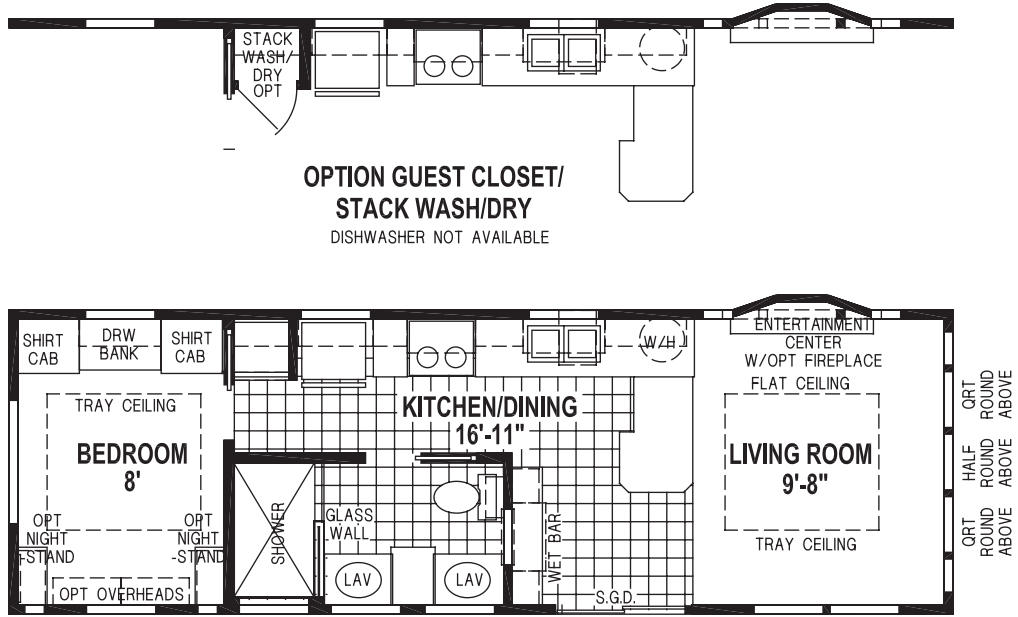 STACK
WASH/
DRY
OPT
OPTION GUEST CLOSET/
STACK WASH/DRY
DISHWASHER NOT AVAILABLE
SHIRT
CAB
DRW
BANK
SHIRT
CAB
W/H
ENTERTAINMENT
CENTER
W/OPT FIREPLACE
FLAT CEILING
TRAY CEILING
BEDROOM
8'
KITCHEN/DINING
16'-11"
LIVING ROOM
9'-8"
TRAY CEILING
QRT
ROUND
ABOVE
HALF
ROUND
ABOVE
QRT
ROUND
ABOVE
OPT
NIGHT
-STAND
OPT
NIGHT
-STAND
OPT OVERHEADS
SHOWER
GLASS
WALL
LAV
LAV
WET BAR
S.G.D.